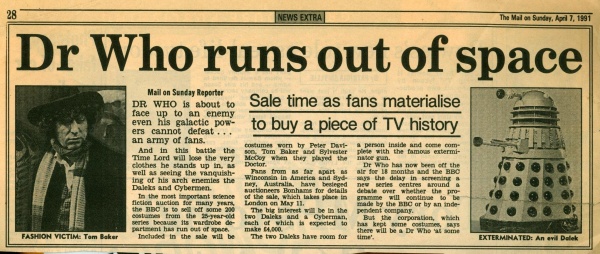 28
NEWS EXTRA
The Mail on Sunday, April 7, 1991
Dr Who runs out of space
Mail on Sunday Reporter
DR WHO is about to
face up to an enemy
even his galactic pow-
ers cannot defeat . . .
an army of fans.
And in this battle the
Time Lord will lose the very
clothes he stands up in, as
well as seeing the vanquish-
ing of his arch enemies the
Daleks and Cybermen.
In the most important science
fiction auction for many years,
the BBC is to sell off some 200
costumes from the 25-year-old
series because its wardrobe de-
partment has run out of space.
Included in the sale will be
FASHION VICTIM: Tom Baker
Sale time as fans materialise
to buy a piece of TV history
costumes worn by Peter Davi-
son, Tom Baker and Sylvester
McCoy when they played the
Doctor.
Fans from as far apart as
Winsconsin in America and Syd-
ney, Australia, have besieged
auctioneers Bonhams for details
of the sale, which takes place in
London on May 11.
The big interest will be in the
two Daleks and a Cyberman,
each of which is expected to
make £4,000.
The two Daleks have room for
a person inside and come com-
plete with the famous extermi-
nator gun.
Dr Who has now been off the
air for 18 months and the BBC
says the delay in screening a
new series centres around a
debate over whether the pro-
gramme will continue to be
made by the BBC or by an inde-
pendent company.
But the corporation, which
has kept some costumes, says
there will be a Dr Who 'at some
time'.
EXTERMINATED: An evil Dalek